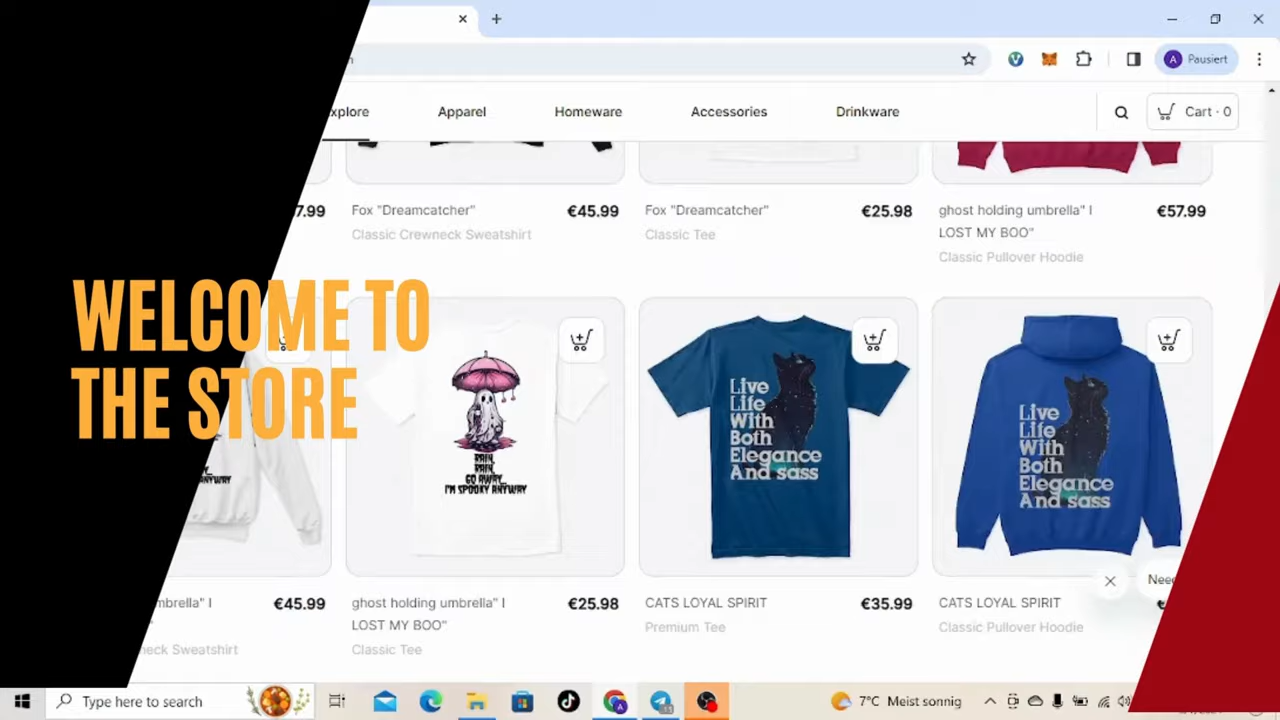 A Pausiert
xplore Apparel Homeware Accessories Drinkware Cart · 0
7.99 Fox "Dreamcatcher" €45.99 Fox "Dreamcatcher" €25.98 ghost holding umbrella" I €57.99
LOST MY BOO"
Classic Crewneck Sweatshirt Classic Tee
Classic Pullover Hoodie
WELCOME TO
THE STORE
RAIN,
RAIN,
GO AWAY...
I'M SPOOKY ANYWAY
Live
Life
With
Both
Elegance
And sass
Live
Life
With
Both
Elegance
And sass
ANYWAY
Nee
mbrella" I €45.99 ghost holding umbrella" I €25.98 CATS LOYAL SPIRIT €35.99 CATS LOYAL SPIRIT €
LOST MY BOO" Premium Tee Classic Pullover Hoodie
neck Sweatshirt Classic Tee
Type here to search 7°C Meist sonnig